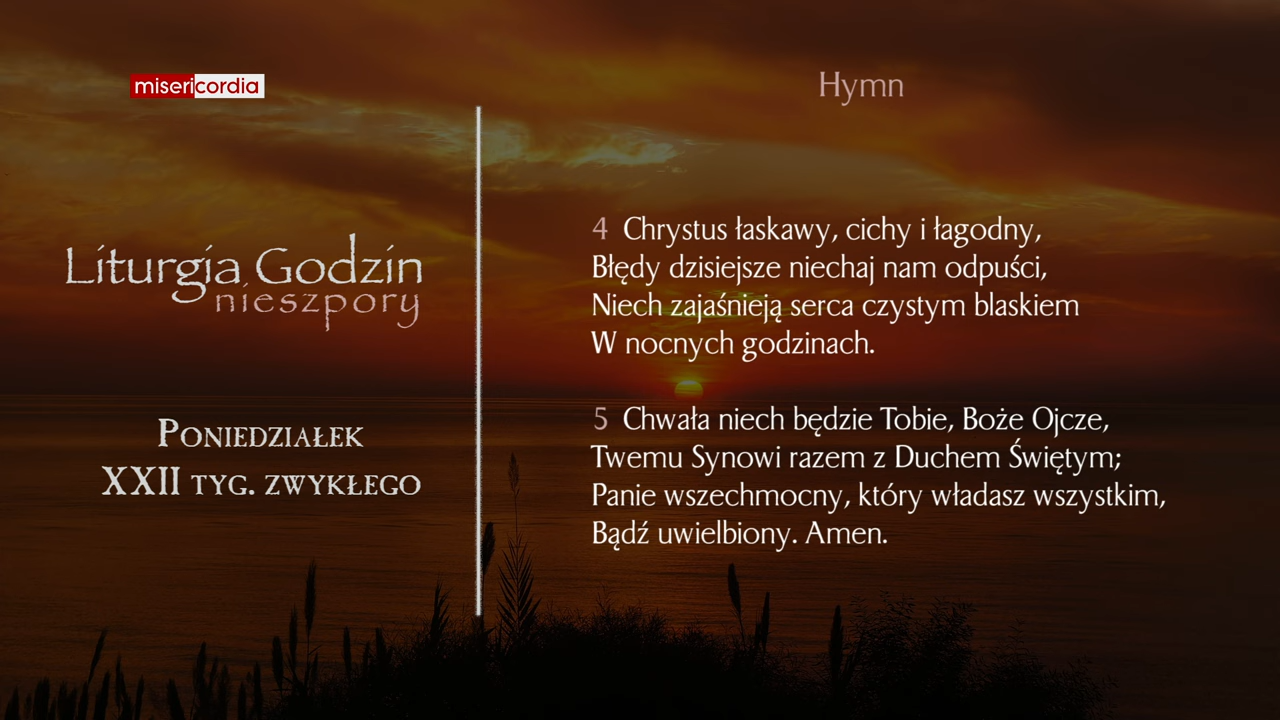 misericordia
Liturgia Godzin
nieszpory
Poniedziałek
XXII tyg. zwykłego
Hymn
4 Chrystus łaskawy, cichy i łagodny,
Błędy dzisiejsze niechaj nam odpuści,
Niech zajaśnieją serca czystym blaskiem
W nocnych godzinach.
5 Chwała niech będzie Tobie, Boże Ojcze,
Twemu Synowi razem z Duchem Świętym;
Panie wszechmocny, który władasz wszystkim,
Bądź uwielbiony. Amen.